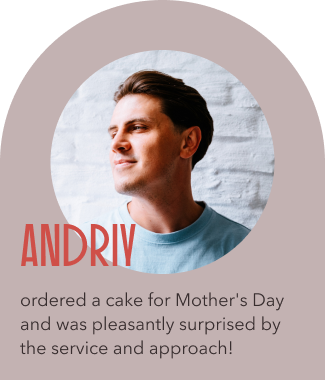 ANDRIY
ordered a cake for Mother's Day
and was pleasantly surprised by
the service and approach!